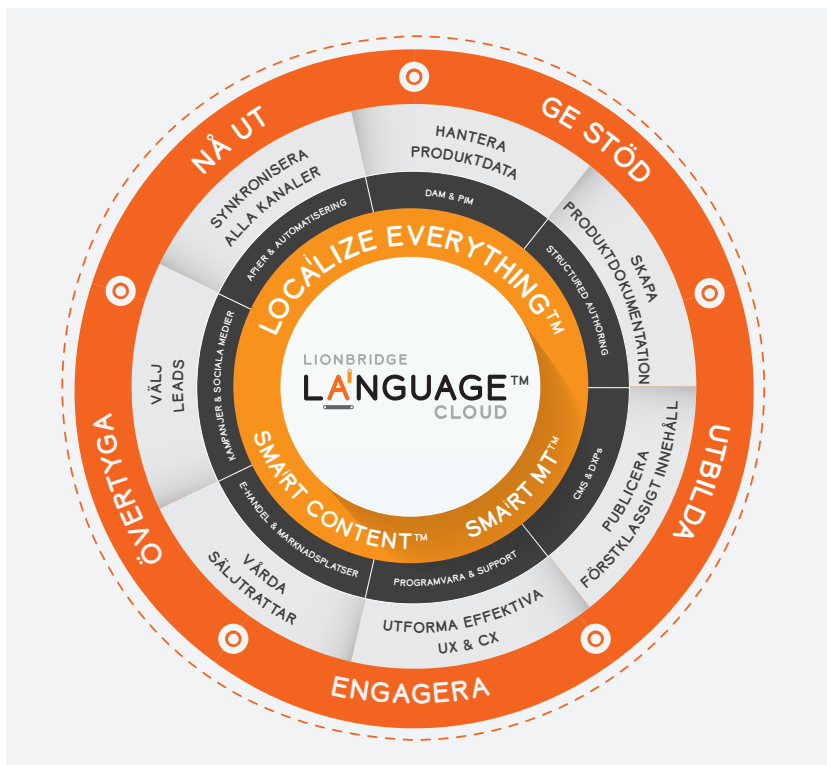 NÅ UT
GE STÖD
UTBILDA
ENGAGERA
ÖVERTYGA
HANTERA
PRODUKTDATA
SKAPA
PRODUKTDOKUMENTATION
PUBLICERA
FÖRSTKLASSIGT INNEHÅLL
UTFORMA EFFEKTIVA
UX & CX
VÅRDA
SÄLJTRATTAR
VÄLJ
LEADS
SYNKRONISERA
ALLA KANALER
DAM & PIM
STRUCTURED AUTHORING
CMS & DXPs
PROGRAMVARA & SUPPORT
E-HANDEL & MARKNADSPLATSER
KAMPANJER & SOCIALA MEDIER
APIER & AUTOMATISERING
LOCALIZE EVERYTHING™
SMAiRT MT™
SMAiRT CONTENT™
LIONBRIDGE
LANGUAGE™
CLOUD